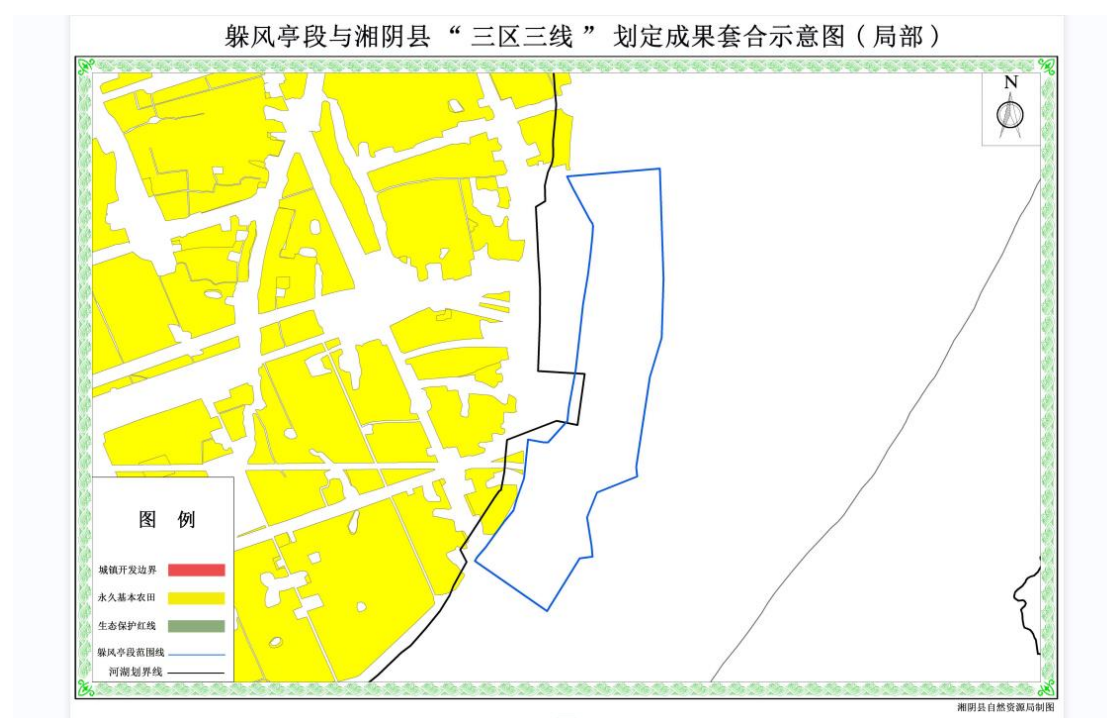 躲风亭段与湘阴县“三区三线”划定成果套合示意图(局部)
N
图 例
城镇开发边界
永久基本农田
生态保护红线
躲风亭段范围线
河湖划界线
湘阴县自然资源局制图